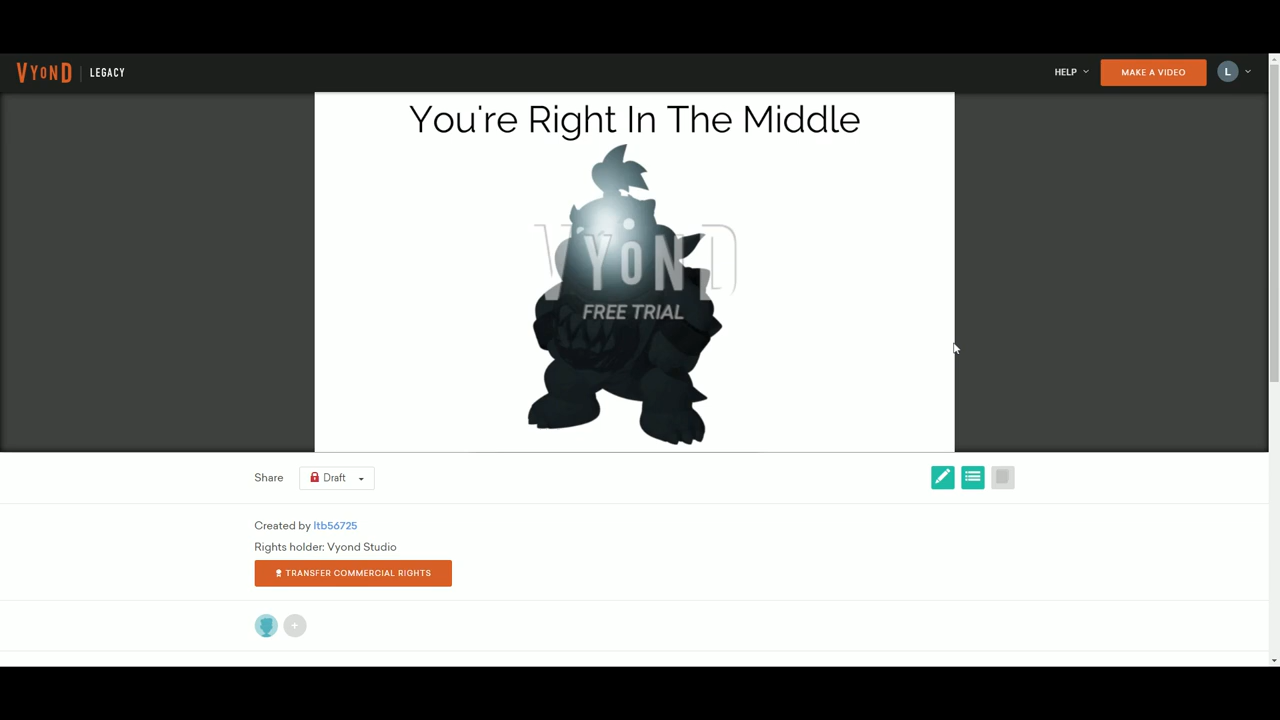 VYOND LEGACY HELP MAKE A VIDEO L
You're Right In The Middle
VYOND
FREE TRIAL
Share Draft
Created by ltb56725
Rights holder: Vyond Studio
TRANSFER COMMERCIAL RIGHTS
+